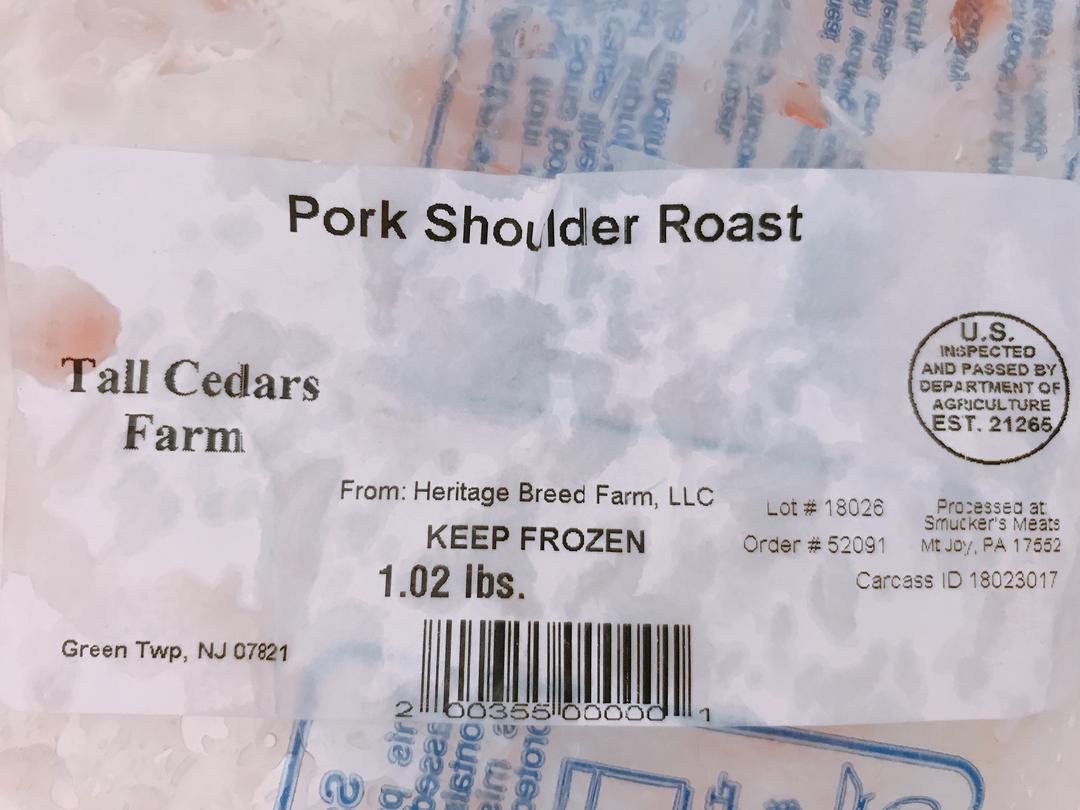 Pork Shoulder Roast
Tall Cedars
Farm
U.S.
INSPECTED
AND PASSED BY
DEPARTMENT OF
AGRICULTURE
EST. 21265
From: Heritage Breed Farm, LLC
KEEP FROZEN
1.02 lbs.
Lot # 18026
Order # 52091
Processed at:
Smucker's Meats
Mt Joy, PA 17552
Carcass ID 18023017
Green Twp, NJ 07821
2 00355 00000 1